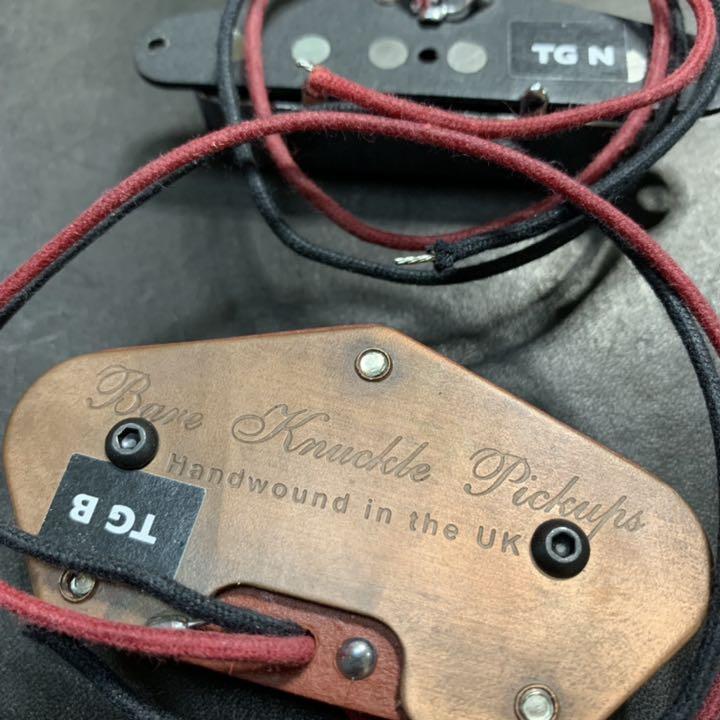 TG N
Bare Knuckle Pickups
Handwound in the UK
TG B